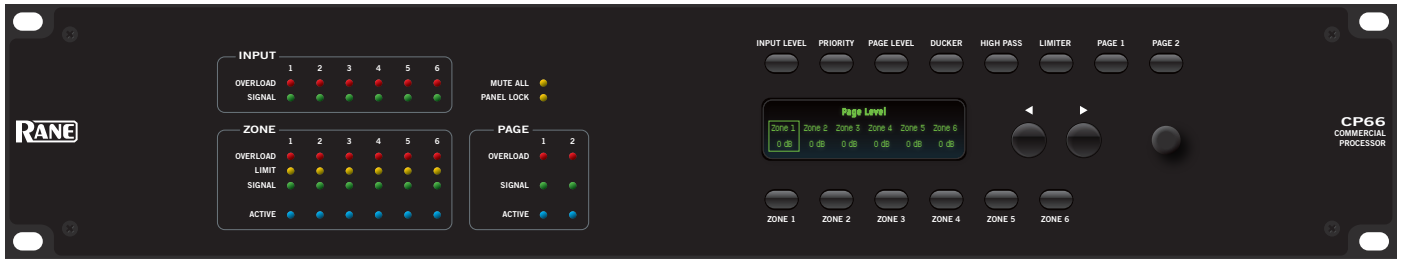 RANE
INPUT
1 2 3 4 5 6
OVERLOAD
SIGNAL
MUTE ALL
PANEL LOCK
ZONE
1 2 3 4 5 6
OVERLOAD
LIMIT
SIGNAL
ACTIVE
PAGE
1 2
OVERLOAD
SIGNAL
ACTIVE
INPUT LEVEL PRIORITY PAGE LEVEL DUCKER HIGH PASS LIMITER PAGE 1 PAGE 2
Page Level
Zone 1 Zone 2 Zone 3 Zone 4 Zone 5 Zone 6
0 dB 0 dB 0 dB 0 dB 0 dB 0 dB
ZONE 1 ZONE 2 ZONE 3 ZONE 4 ZONE 5 ZONE 6
CP66
COMMERCIAL
PROCESSOR